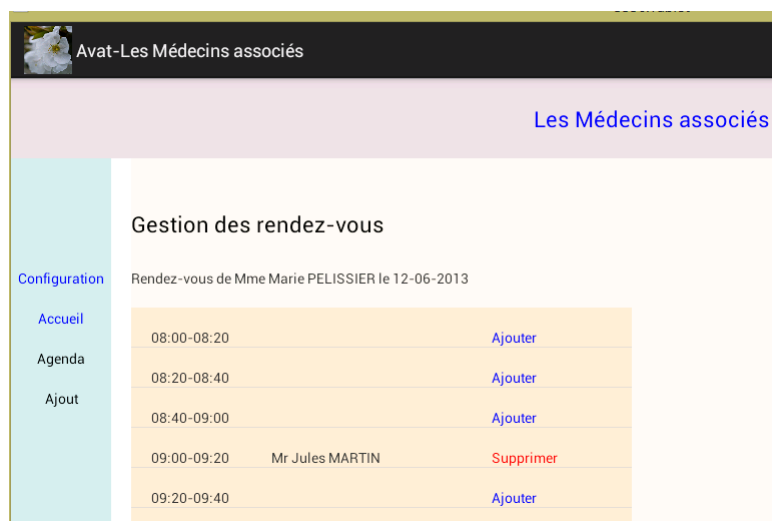 Avat-Les Médecins associés
Les Médecins associés
Gestion des rendez-vous
Configuration
Rendez-vous de Mme Marie PELISSIER le 12-06-2013
Accueil
Agenda
Ajout
08:00-08:20 Ajouter
08:20-08:40 Ajouter
08:40-09:00 Ajouter
09:00-09:20 Mr Jules MARTIN Supprimer
09:20-09:40 Ajouter